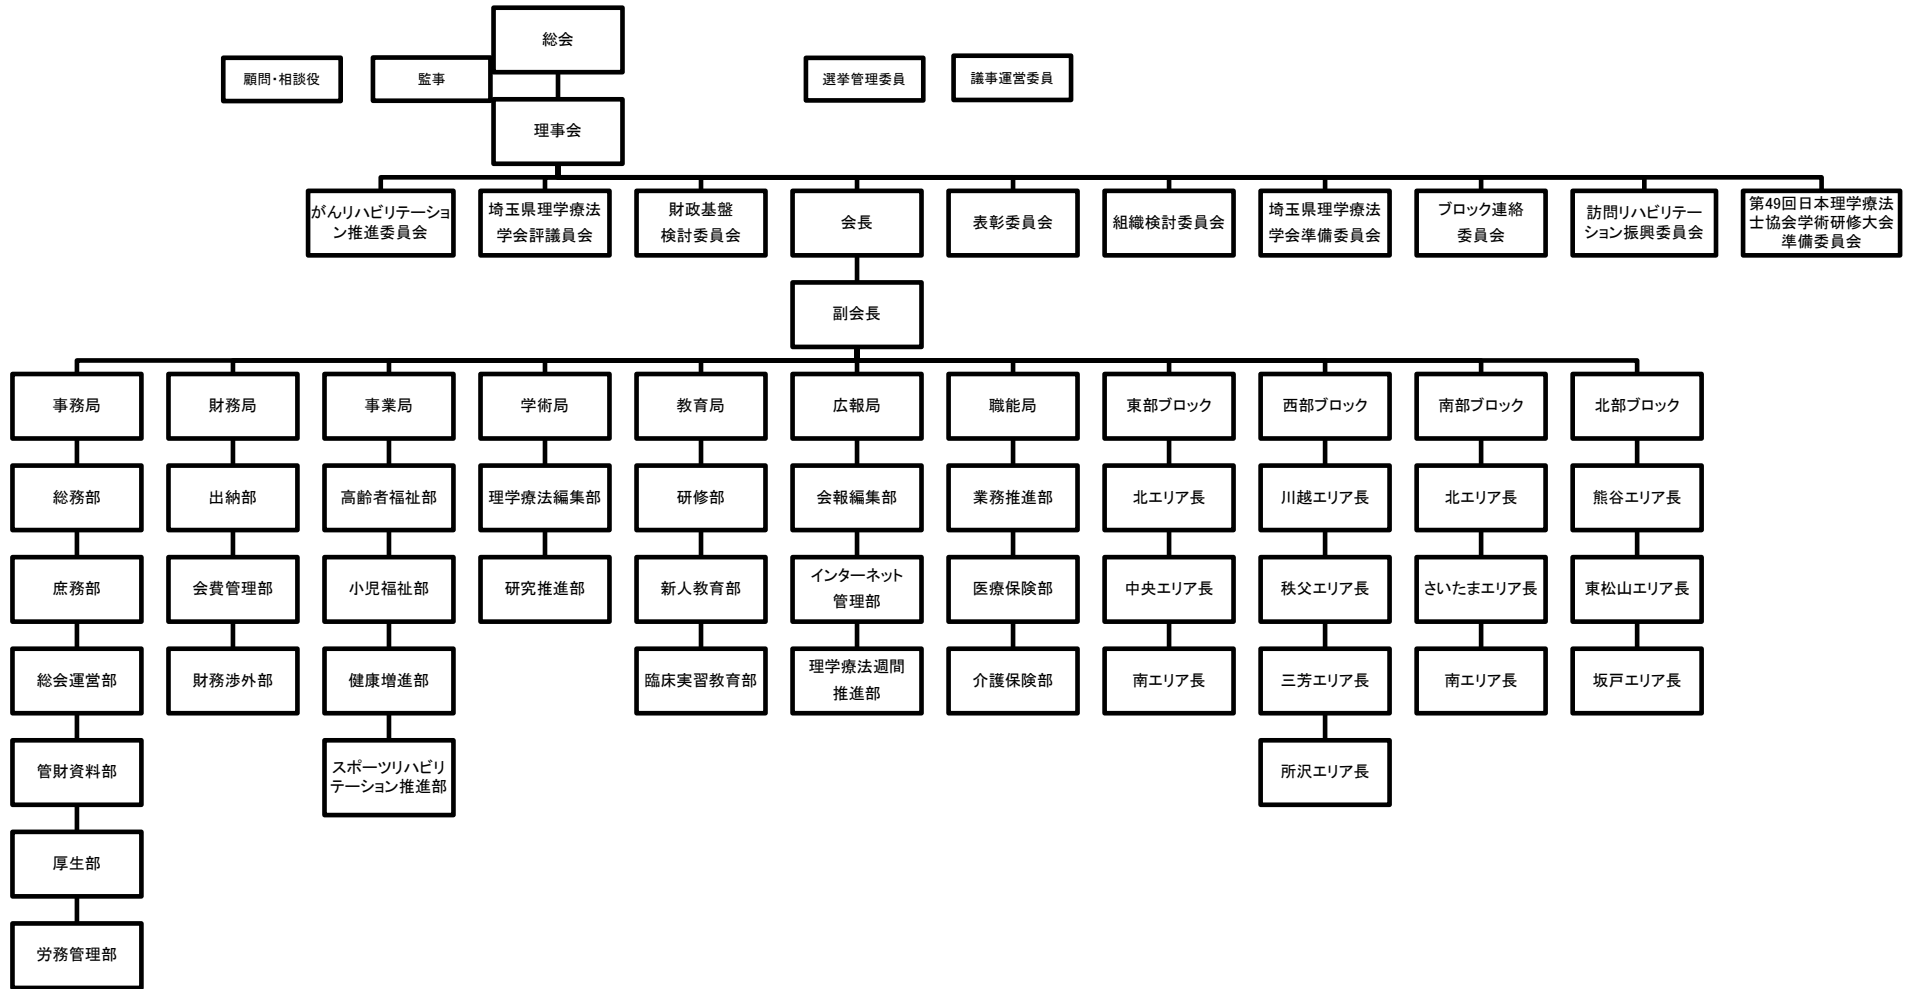 総会
顧問・相談役
監事
選挙管理委員
議事運営委員
理事会
がんリハビリテーショ
ン推進委員会
埼玉県理学療法
学会評議員会
財政基盤
検討委員会
会長
表彰委員会
組織検討委員会
埼玉県理学療法
学会準備委員会
ブロック連絡
委員会
訪問リハビリテー
ション振興委員会
第49回日本理学療法
士協会学術研修大会
準備委員会
副会長
事務局
財務局
事業局
学術局
教育局
広報局
職能局
東部ブロック
西部ブロック
南部ブロック
北部ブロック
総務部
出納部
高齢者福祉部
理学療法編集部
研修部
会報編集部
業務推進部
北エリア長
川越エリア長
北エリア長
熊谷エリア長
庶務部
会費管理部
小児福祉部
研究推進部
新人教育部
インターネット
管理部
医療保険部
中央エリア長
秩父エリア長
さいたまエリア長
東松山エリア長
総会運営部
財務渉外部
健康増進部
臨床実習教育部
理学療法週間
推進部
介護保険部
南エリア長
三芳エリア長
南エリア長
坂戸エリア長
管財資料部
スポーツリハビリ
テーション推進部
所沢エリア長
厚生部
労務管理部